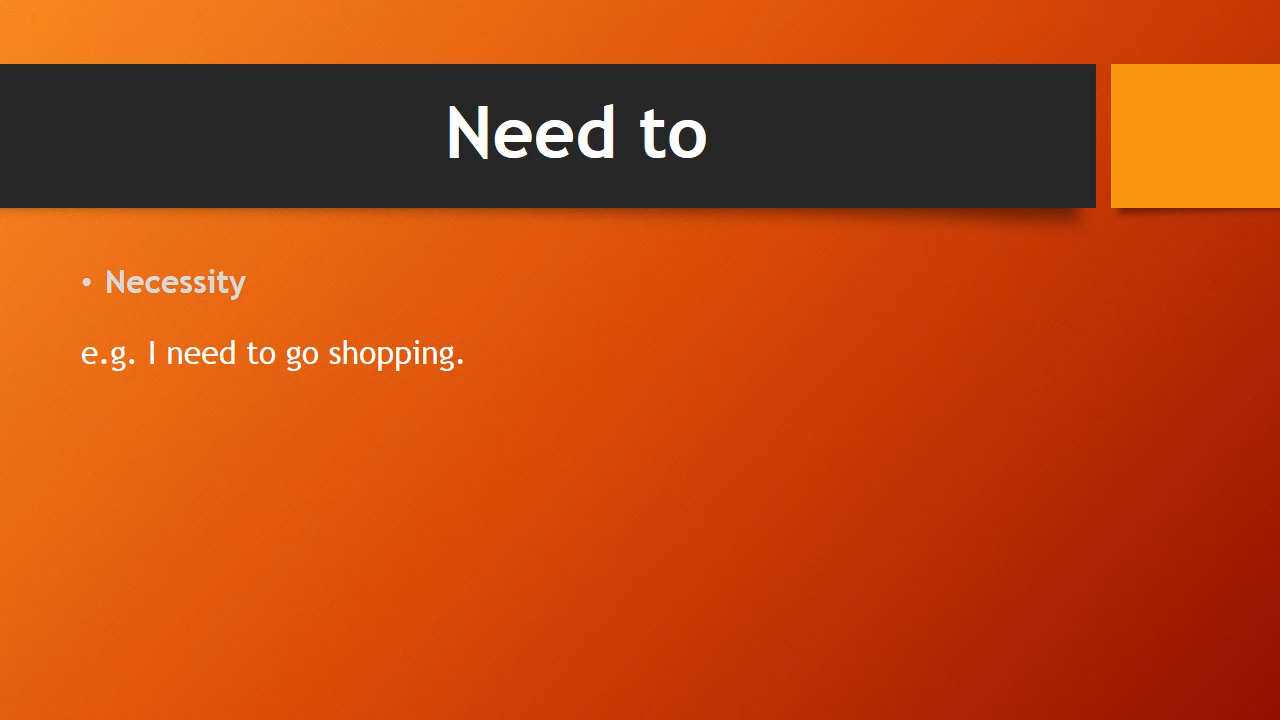 Need to
• Necessity
e.g. I need to go shopping.